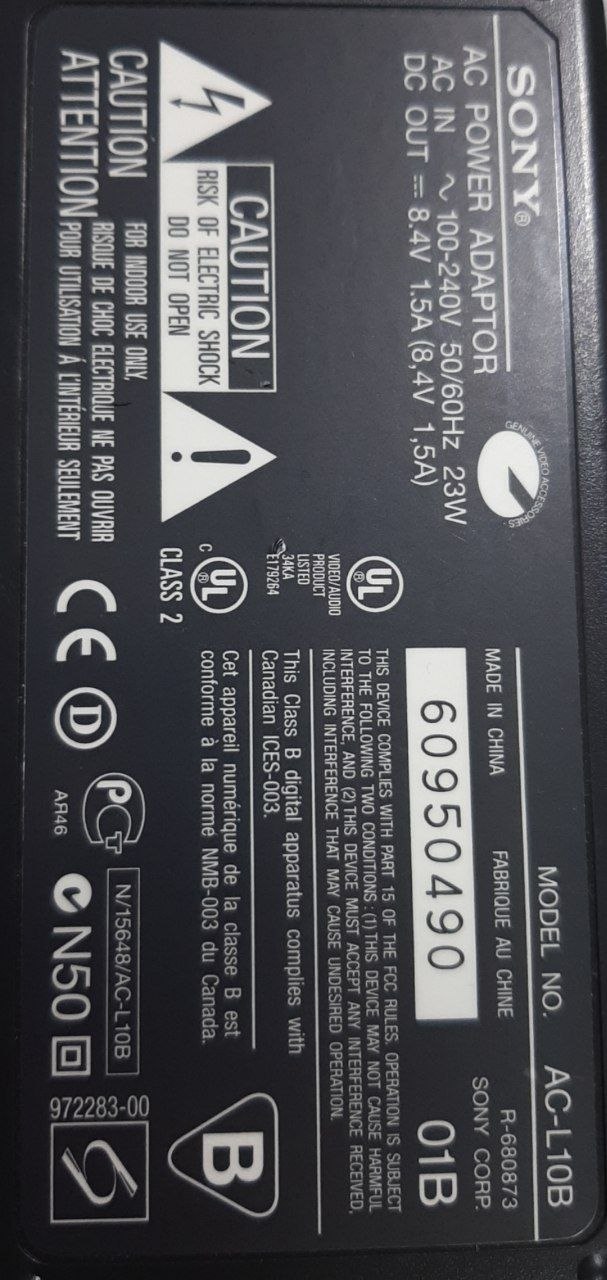 SONY®
AC POWER ADAPTOR
AC IN ∿ 100-240V 50/60Hz 23W
DC OUT ⎓ 8.4V 1.5A (8,4V 1,5A)
GENUINE VIDEO ACCESSORIES
MODEL NO. AC-L10B
MADE IN CHINA FABRIQUE AU CHINE
R-680873
SONY CORP.
60950490
01B
THIS DEVICE COMPLIES WITH PART 15 OF THE FCC RULES. OPERATION IS SUBJECT
TO THE FOLLOWING TWO CONDITIONS : (1) THIS DEVICE MAY NOT CAUSE HARMFUL
INTERFERENCE, AND (2) THIS DEVICE MUST ACCEPT ANY INTERFERENCE RECEIVED,
INCLUDING INTERFERENCE THAT MAY CAUSE UNDESIRED OPERATION.
UL®
VIDEO/AUDIO
PRODUCT
LISTED
34KA
E179264
C UL®
CLASS 2
This Class B digital apparatus complies with
Canadian ICES-003.
Cet appareil numérique de la classe B est
conforme à la norme NMB-003 du Canada.
B
CAUTION
RISK OF ELECTRIC SHOCK
DO NOT OPEN
!
CAUTION FOR INDOOR USE ONLY,
RISQUE DE CHOC ELECTRIQUE NE PAS OUVRIR
ATTENTION POUR UTILISATION Á L'INTÉRIEUR SEULEMENT
CE
D
PCT
АЯ46
N/15648/AC-L10B
N50
972283-00
S